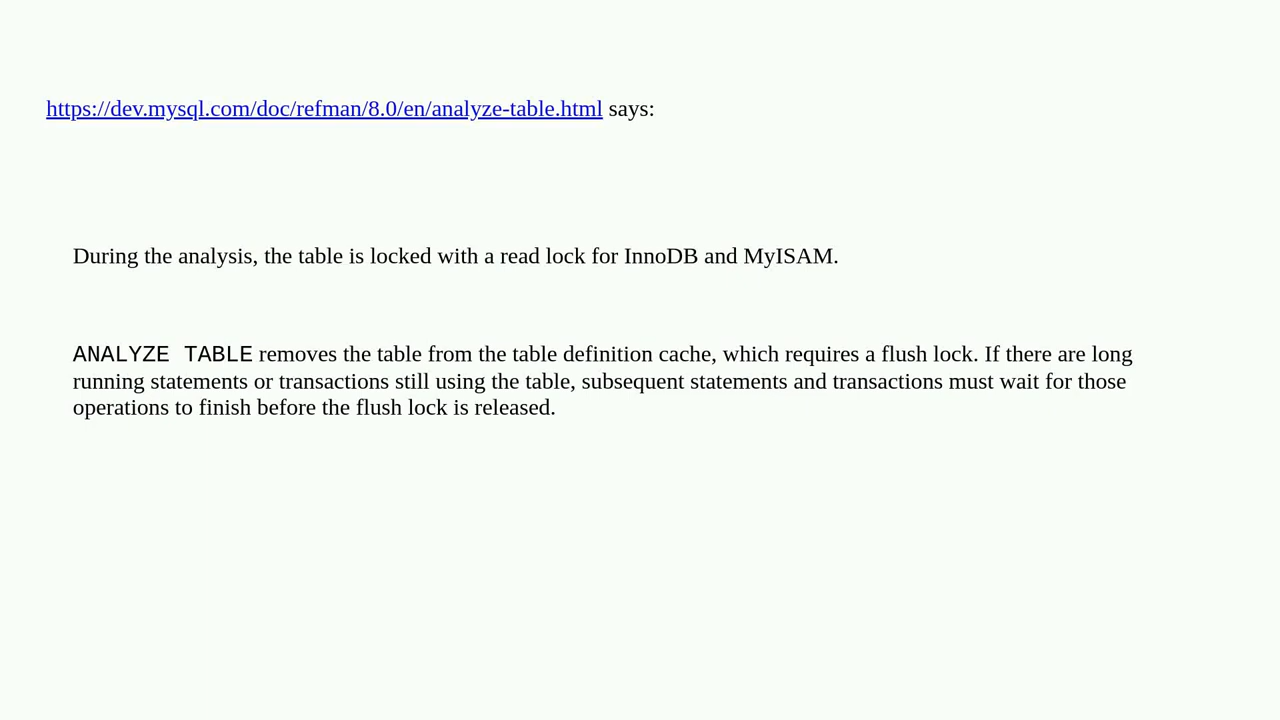 https://dev.mysql.com/doc/refman/8.0/en/analyze-table.html says:
During the analysis, the table is locked with a read lock for InnoDB and MyISAM.
ANALYZE TABLE removes the table from the table definition cache, which requires a flush lock. If there are long
running statements or transactions still using the table, subsequent statements and transactions must wait for those
operations to finish before the flush lock is released.